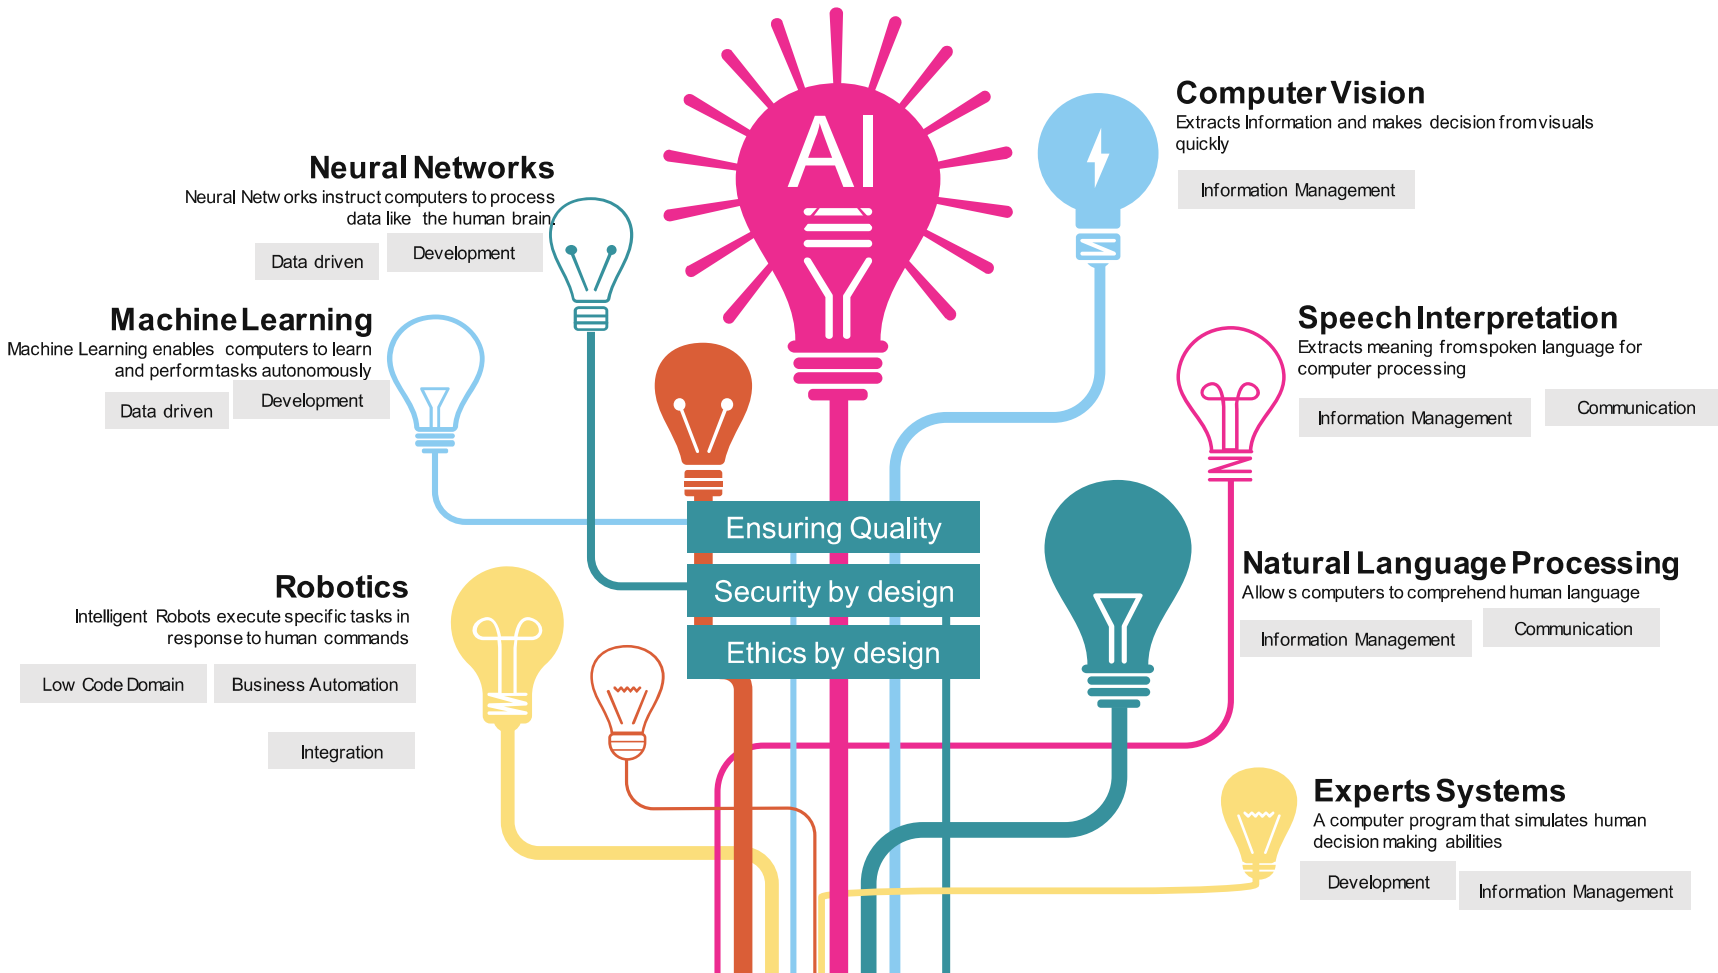 AI
Computer Vision
Extracts Information and makes decision from visuals
quickly
Information Management
Neural Networks
Neural Networks instruct computers to process
data like the human brain.
Data driven
Development
Machine Learning
Machine Learning enables computers to learn
and perform tasks autonomously
Data driven
Development
Speech Interpretation
Extracts meaning from spoken language for
computer processing
Information Management
Communication
Ensuring Quality
Security by design
Ethics by design
Natural Language Processing
Allows computers to comprehend human language
Information Management
Communication
Robotics
Intelligent Robots execute specific tasks in
response to human commands
Low Code Domain
Business Automation
Integration
Experts Systems
A computer program that simulates human
decision making abilities
Development
Information Management